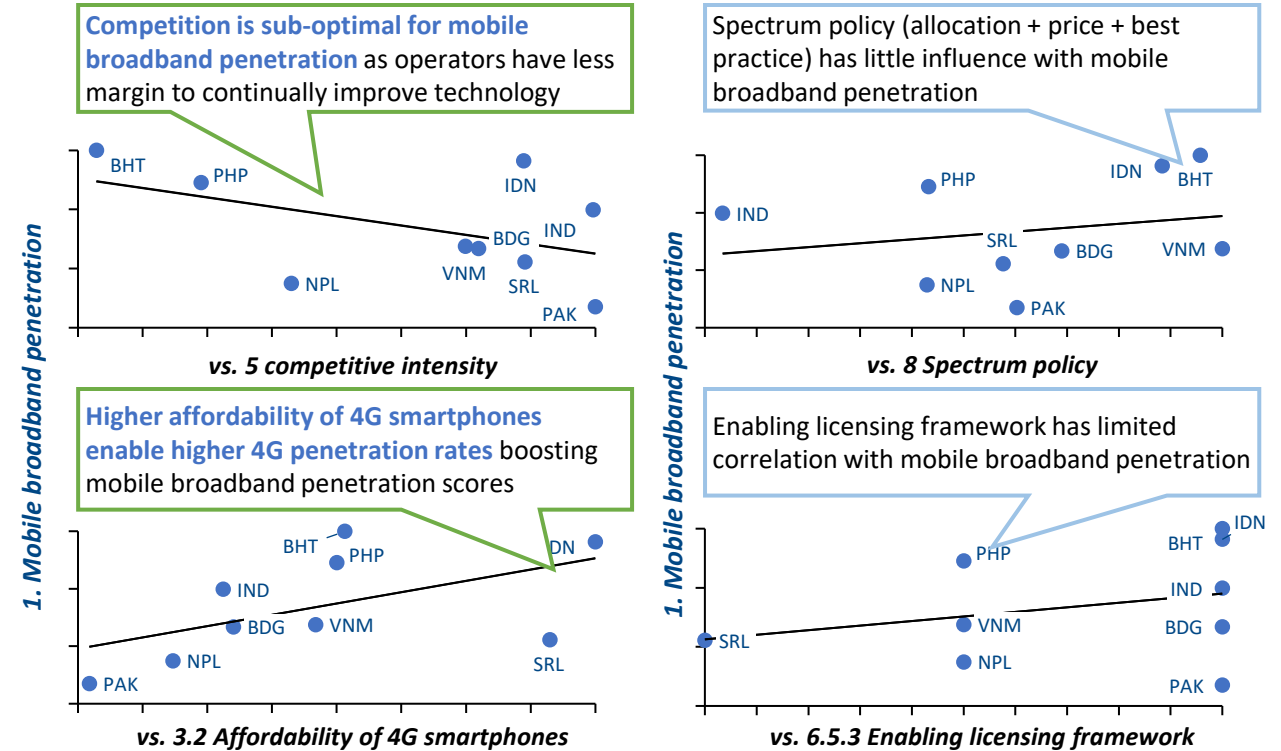 Competition is sub-optimal for mobile
broadband penetration as operators have less
margin to continually improve technology
Spectrum policy (allocation + price + best
practice) has little influence with mobile
broadband penetration
1. Mobile broadband penetration
BHT
PHP
IDN
IND
BDG
VNM
SRL
NPL
PAK
vs. 5 competitive intensity
1. Mobile broadband penetration
IND
PHP
IDN
BHT
SRL
BDG
VNM
NPL
PAK
vs. 8 Spectrum policy
Higher affordability of 4G smartphones
enable higher 4G penetration rates boosting
mobile broadband penetration scores
BHT
PHP
DN
IND
BDG
VNM
NPL
SRL
PAK
vs. 3.2 Affordability of 4G smartphones
Enabling licensing framework has limited
correlation with mobile broadband penetration
IDN
BHT
PHP
IND
VNM
BDG
SRL
NPL
PAK
vs. 6.5.3 Enabling licensing framework